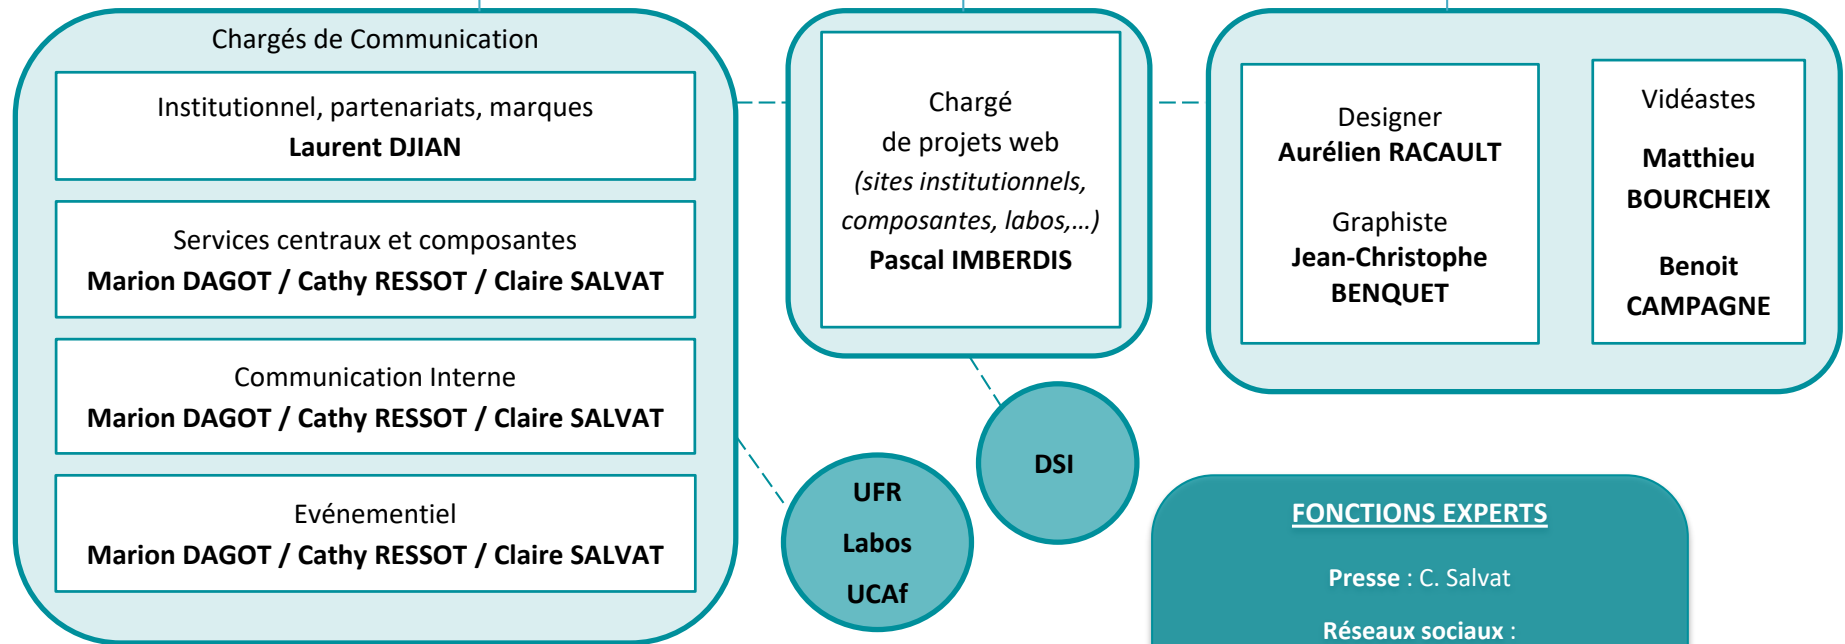 Chargés de Communication
Institutionnel, partenariats, marques
Laurent DJIAN
Services centraux et composantes
Marion DAGOT / Cathy RESSOT / Claire SALVAT
Communication Interne
Marion DAGOT / Cathy RESSOT / Claire SALVAT
Evénementiel
Marion DAGOT / Cathy RESSOT / Claire SALVAT
Chargé
de projets web
(sites institutionnels,
composantes, labos,...)
Pascal IMBERDIS
Designer
Aurélien RACAULT
Graphiste
Jean-Christophe
BENQUET
Vidéastes
Matthieu
BOURCHEIX
Benoit
CAMPAGNE
UFR
Labos
UCAf
DSI
FONCTIONS EXPERTS
Presse : C. Salvat
Réseaux sociaux :